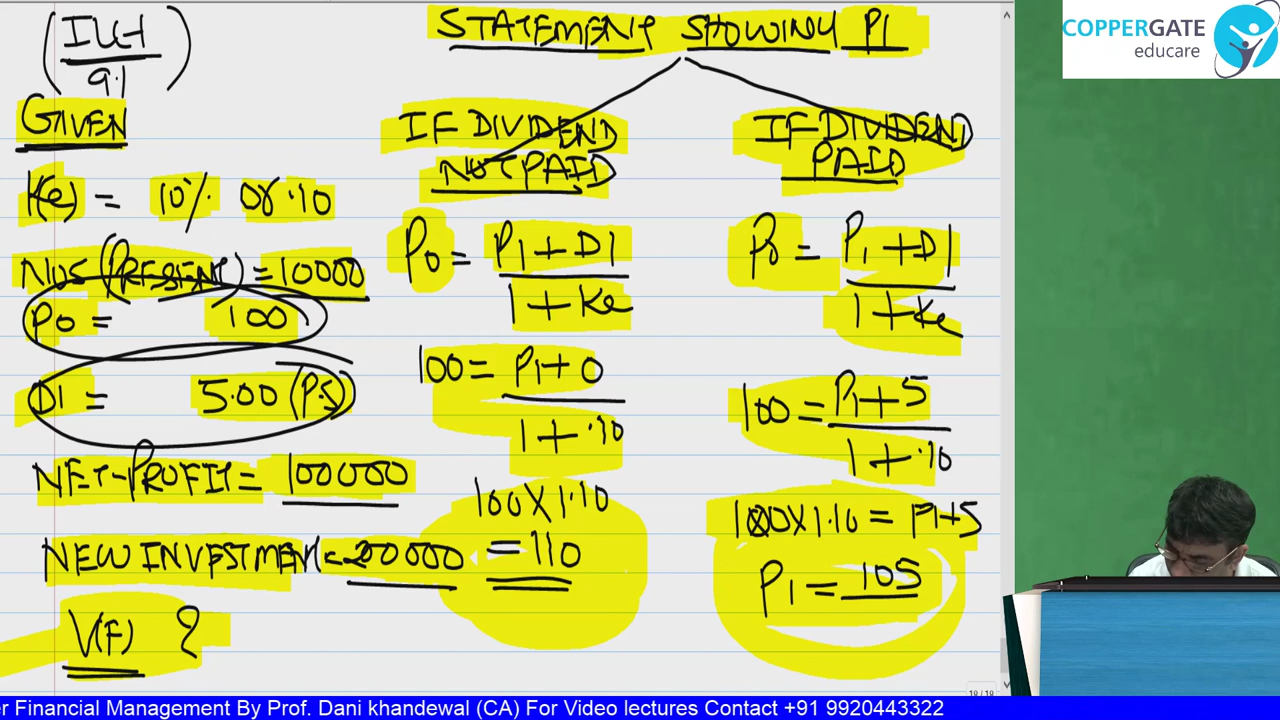 (ILLU / 9.1)
STATEMENT SHOWING P1
COPPERGATE
educare
GIVEN
K(e) = 10% OR .10
NOS (PRESENT) = 10000
P0 = 100
D1 = 5.00 (P.S)
NET-PROFIT = 100000
NEW INVESTMENT = 200000
V(F) ?
IF DIVIDEND
NOT PAID
P0 = P1 + D1
1 + Ke
100 = P1 + 0
1 + .10
100 X 1.10
= 110
IF DIVIDEND
PAID
P0 = P1 + D1
1 + Ke
100 = P1 + 5
1 + .10
100 X 1.10 = P1+5
P1 = 105
19 / 19
er Financial Management By Prof. Dani khandewal (CA) For Video lectures Contact +91 9920443322